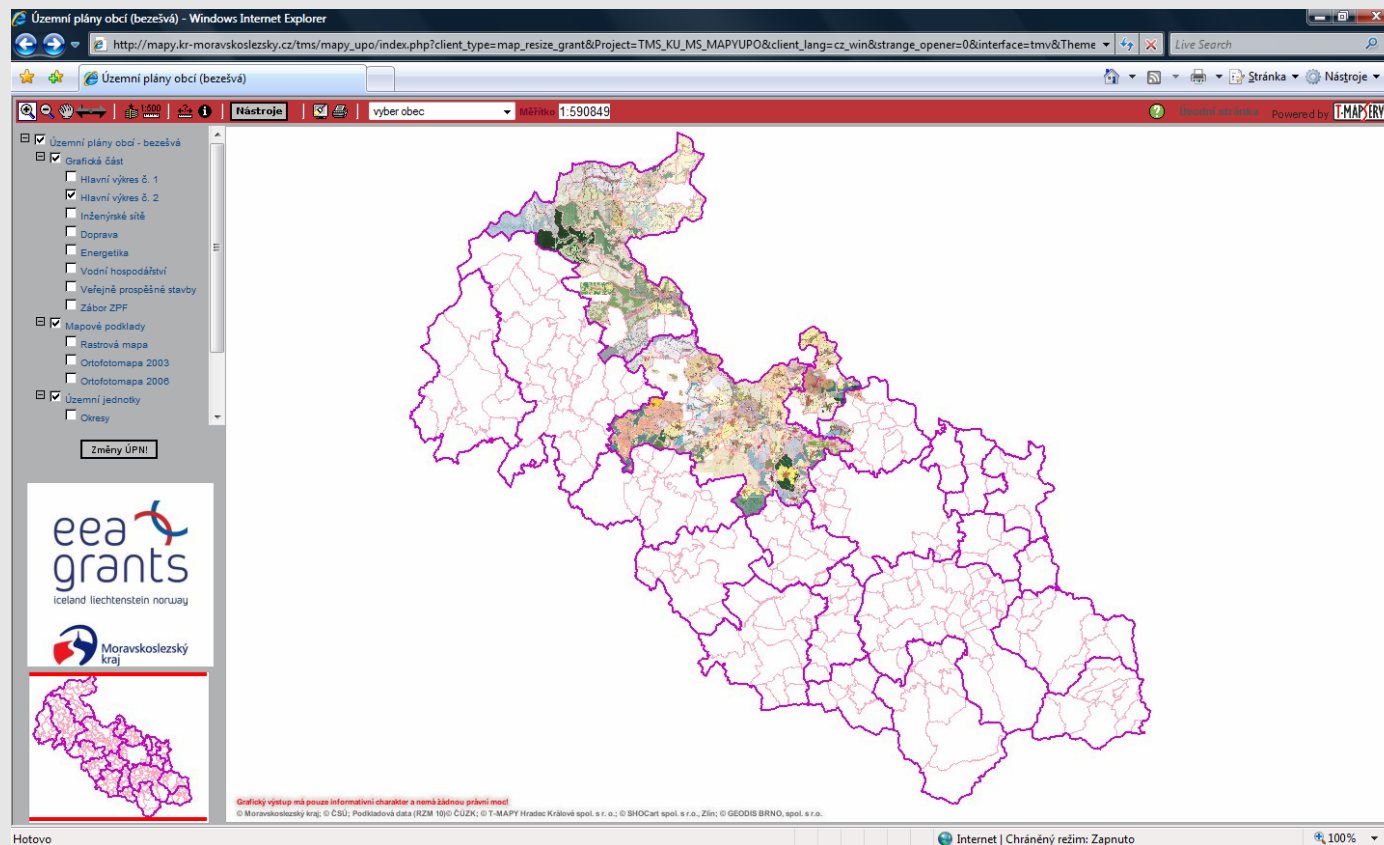 Územní plány obcí (bezešvá) - Windows Internet Explorer
http://mapy.kr-moravskoslezsky.cz/tms/mapy_upo/index.php?client_type=map_resize_grant&Project=TMS_KU_MS_MAPYUPO&client_lang=cz_win&strange_opener=0&interface=tmv&Theme
Live Search
Územní plány obcí (bezešvá)
Stránka
Nástroje
1:500
Nástroje
vyber obec
Měřítko 1:590849
Úvodní stránka
Powered by T-MAPSERV
Územní plány obcí - bezešvá
Grafická část
Hlavní výkres č. 1
Hlavní výkres č. 2
Inženýrské sítě
Doprava
Energetika
Vodní hospodářství
Veřejně prospěšné stavby
Zábor ZPF
Mapové podklady
Rastrová mapa
Ortofotomapa 2003
Ortofotomapa 2006
Územní jednotky
Okresy
Změny ÚPN!
eea
grants
iceland liechtenstein norway
Moravskoslezský
kraj
Grafický výstup má pouze informativní charakter a nemá žádnou právní moc!
© Moravskoslezský kraj; © ČSÚ; Podkladová data (RZM 10)© ČÚZK; © T-MAPY Hradec Králové spol. s r. o.; © SHOCart spol. s r.o., Zlín; © GEODIS BRNO, spol. s r.o.
Hotovo
Internet | Chráněný režim: Zapnuto
100%